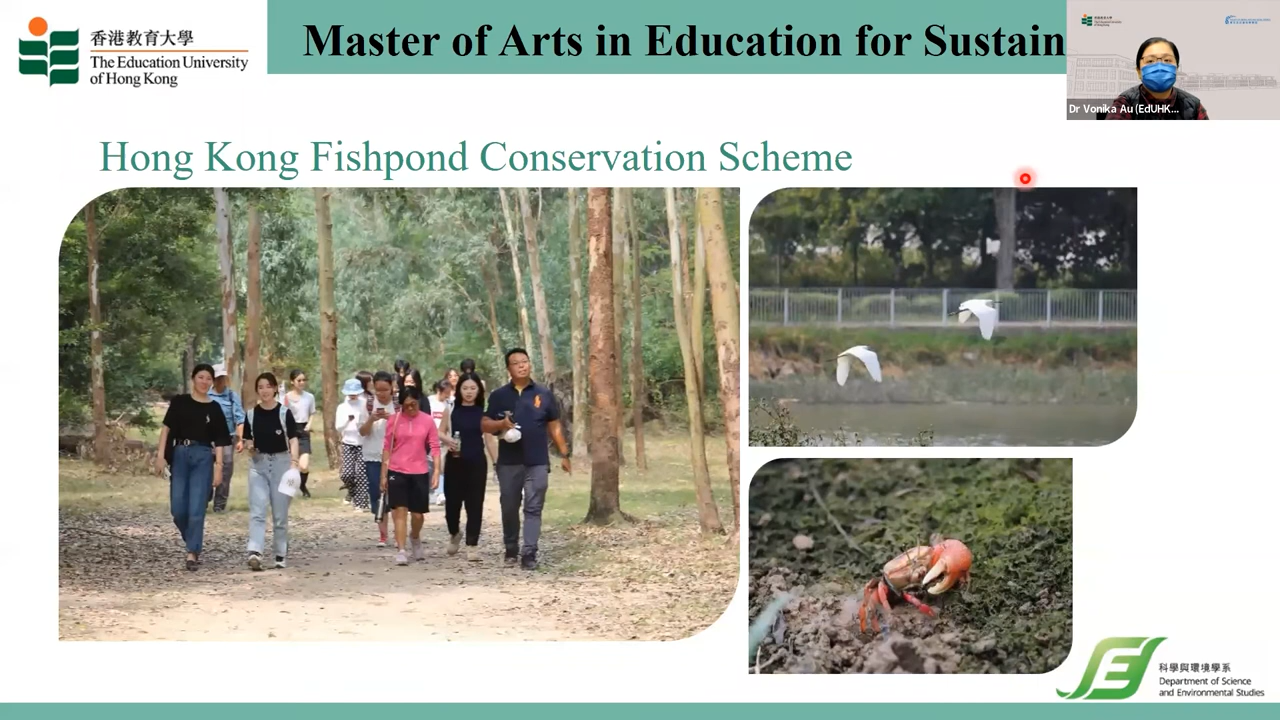 香港教育大學
The Education University
of Hong Kong
Master of Arts in Education for Sustain
Dr Vonika Au (EdUHK...
Hong Kong Fishpond Conservation Scheme
科學與環境學系
Department of Science
and Environmental Studies